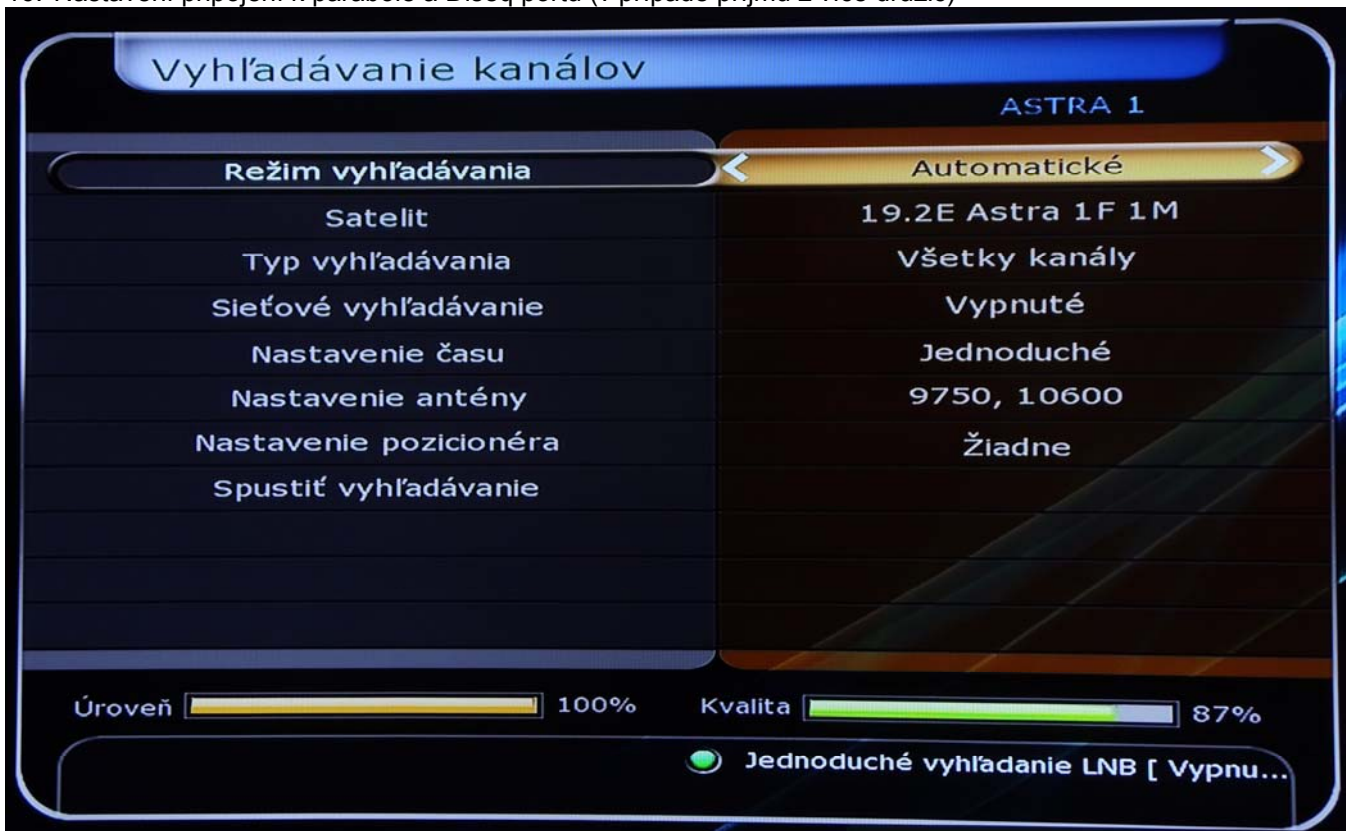 Vyhľadávanie kanálov
ASTRA 1
Režim vyhľadávania Automatické
Satelit 19.2E Astra 1F 1M
Typ vyhľadávania Všetky kanály
Sieťové vyhľadávanie Vypnuté
Nastavenie času Jednoduché
Nastavenie antény 9750, 10600
Nastavenie pozicionéra Žiadne
Spustiť vyhľadávanie
Úroveň 100% Kvalita 87%
Jednoduché vyhľadanie LNB [ Vypnu...